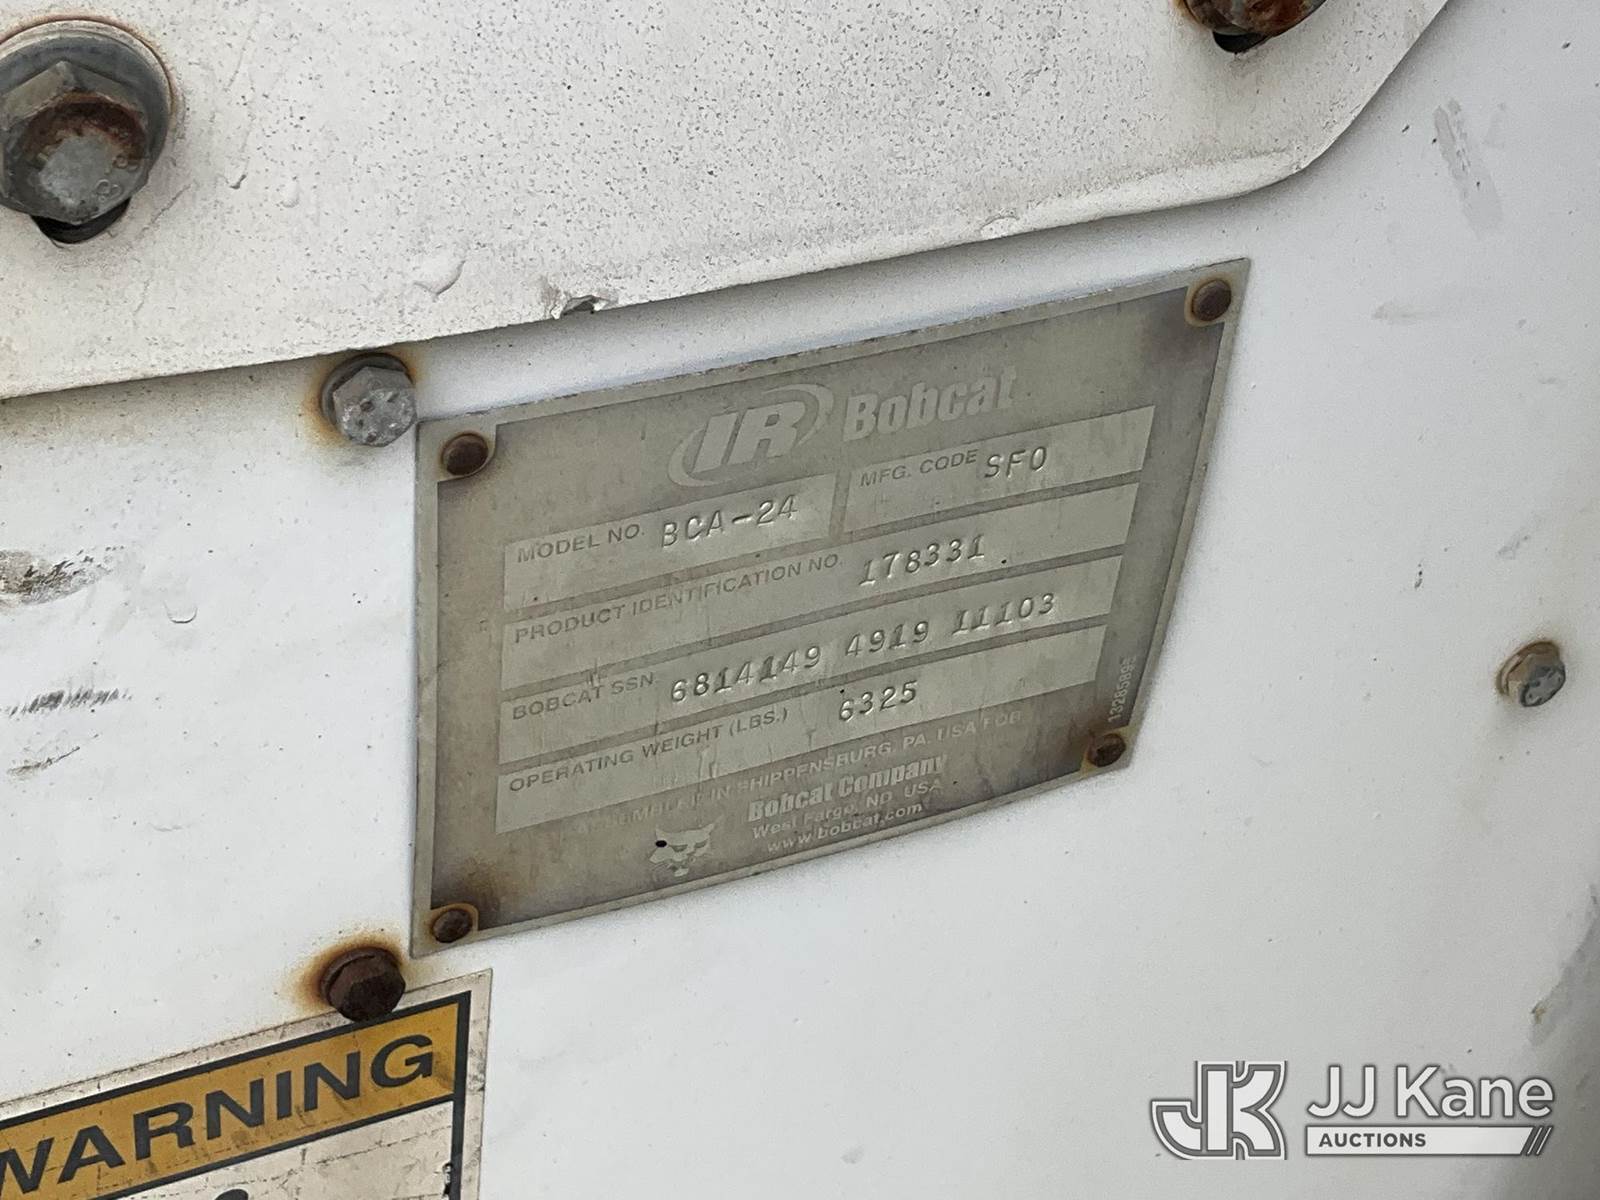 IR Bobcat
MODEL NO. BCA-24 MFG. CODE SF0
PRODUCT IDENTIFICATION NO. 178331
BOBCAT SSN. 6814149 4919 11103
OPERATING WEIGHT (LBS.) 6325
ASSEMBLED IN SHIPPENSBURG, PA. USA FOR
Bobcat Company
West Fargo, ND USA
www.bobcat.com
WARNING
JJ Kane
AUCTIONS